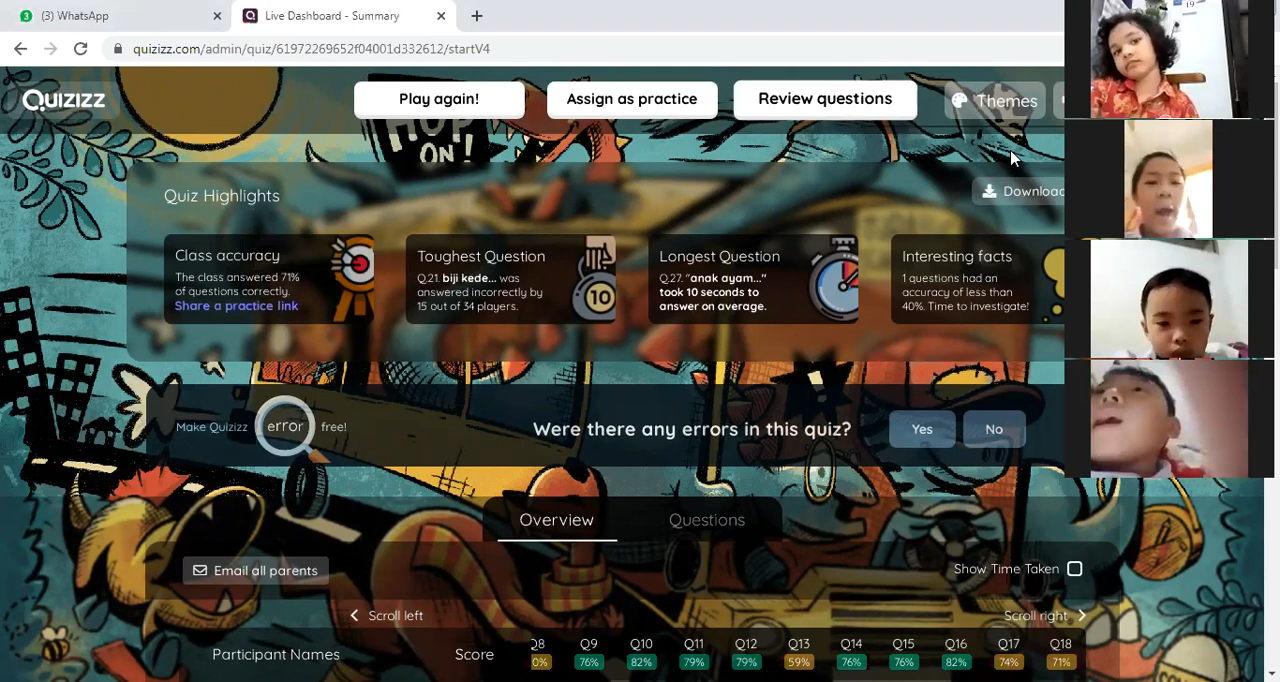 (3) WhatsApp
Live Dashboard - Summary
quizizz.com/admin/quiz/61972269652f04001d332612/startV4
Quizizz
Play again!
Assign as practice
Review questions
Themes
HOP
ON!
19
Quiz Highlights
Download
Class accuracy
The class answered 71%
of questions correctly.
Share a practice link
Toughest Question
Q.21. biji kede... was
answered incorrectly by
15 out of 34 players.
10
Longest Question
Q.27. "anak ayam..."
took 10 seconds to
answer on average.
Interesting facts
1 questions had an
accuracy of less than
40%. Time to investigate!
Make Quizizz error free!
Were there any errors in this quiz?
Yes
No
Overview
Questions
Email all parents
Show Time Taken
Scroll left
Scroll right
Participant Names
Score
Q8 Q9 Q10 Q11 Q12 Q13 Q14 Q15 Q16 Q17 Q18
0% 76% 82% 79% 79% 59% 76% 76% 82% 74% 71%